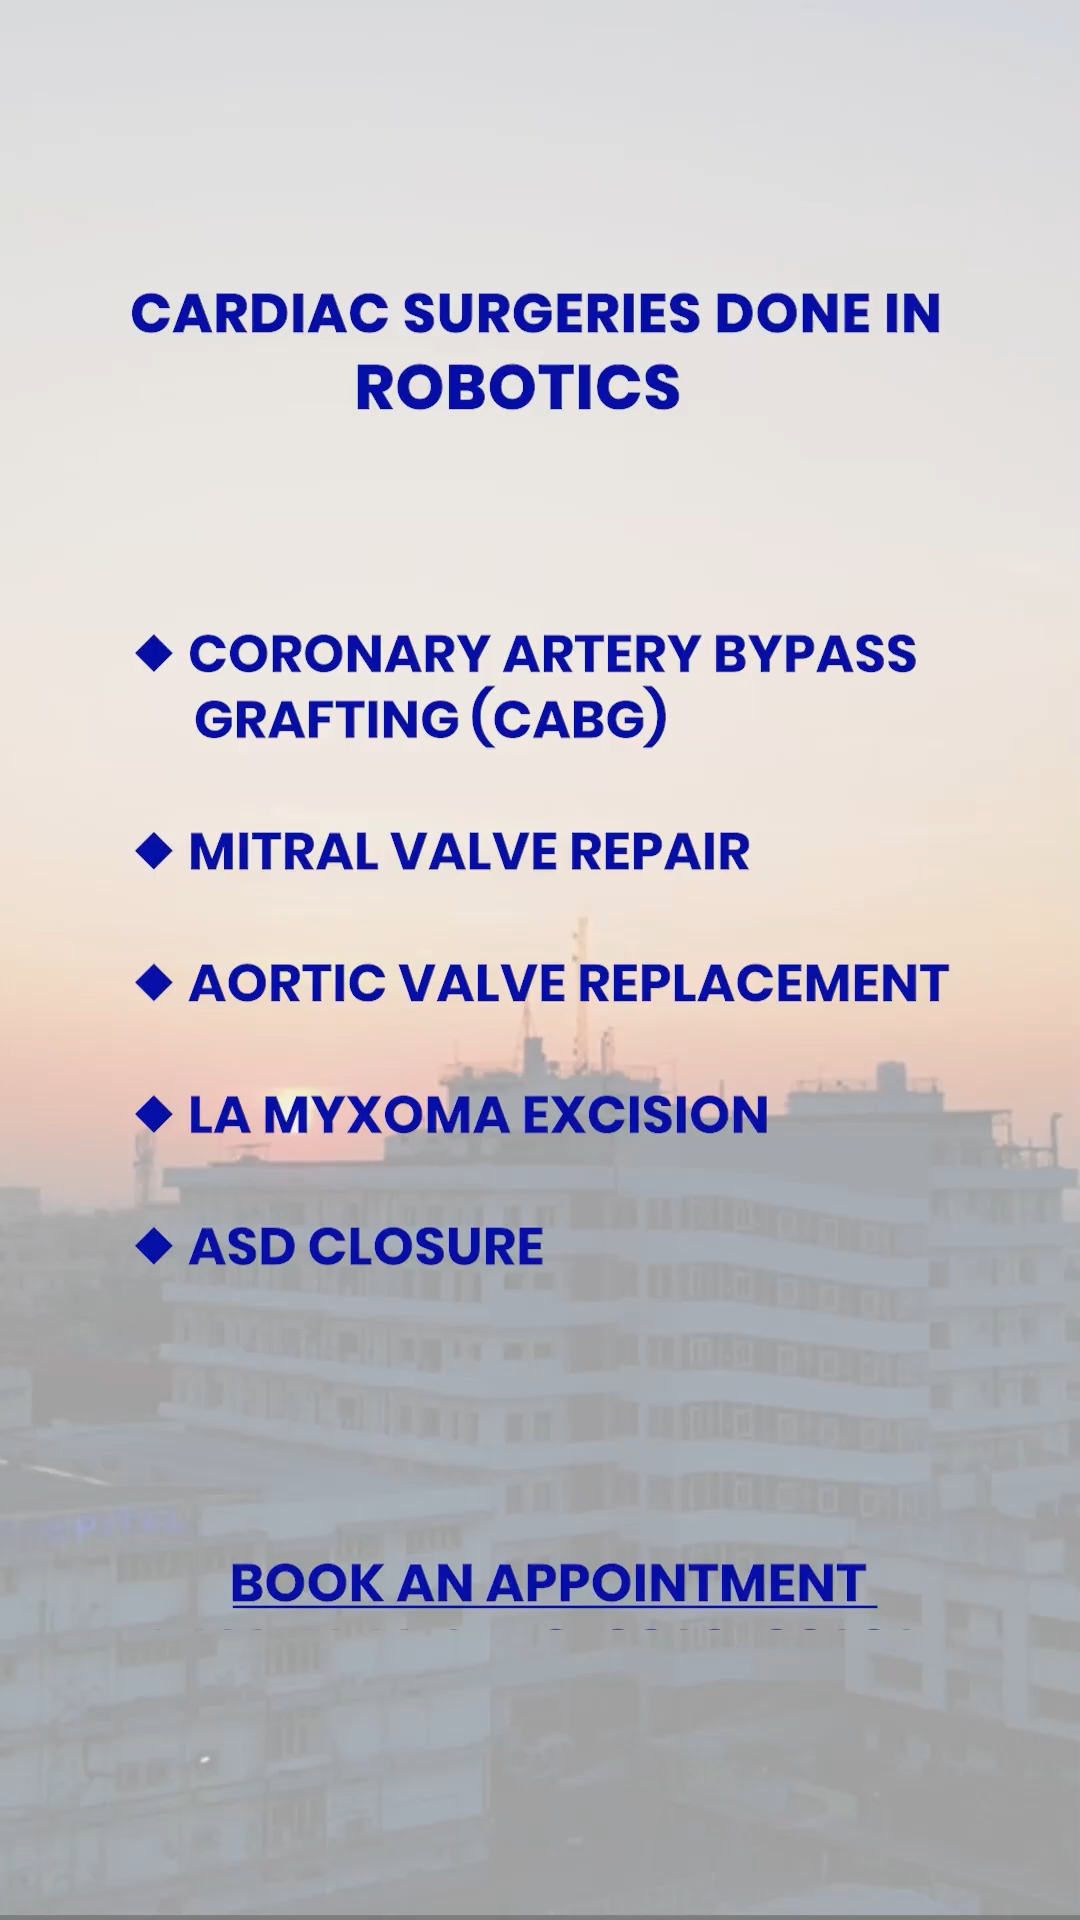 CARDIAC SURGERIES DONE IN
ROBOTICS
◆ CORONARY ARTERY BYPASS
GRAFTING (CABG)
◆ MITRAL VALVE REPAIR
◆ AORTIC VALVE REPLACEMENT
◆ LA MYXOMA EXCISION
◆ ASD CLOSURE
BOOK AN APPOINTMENT